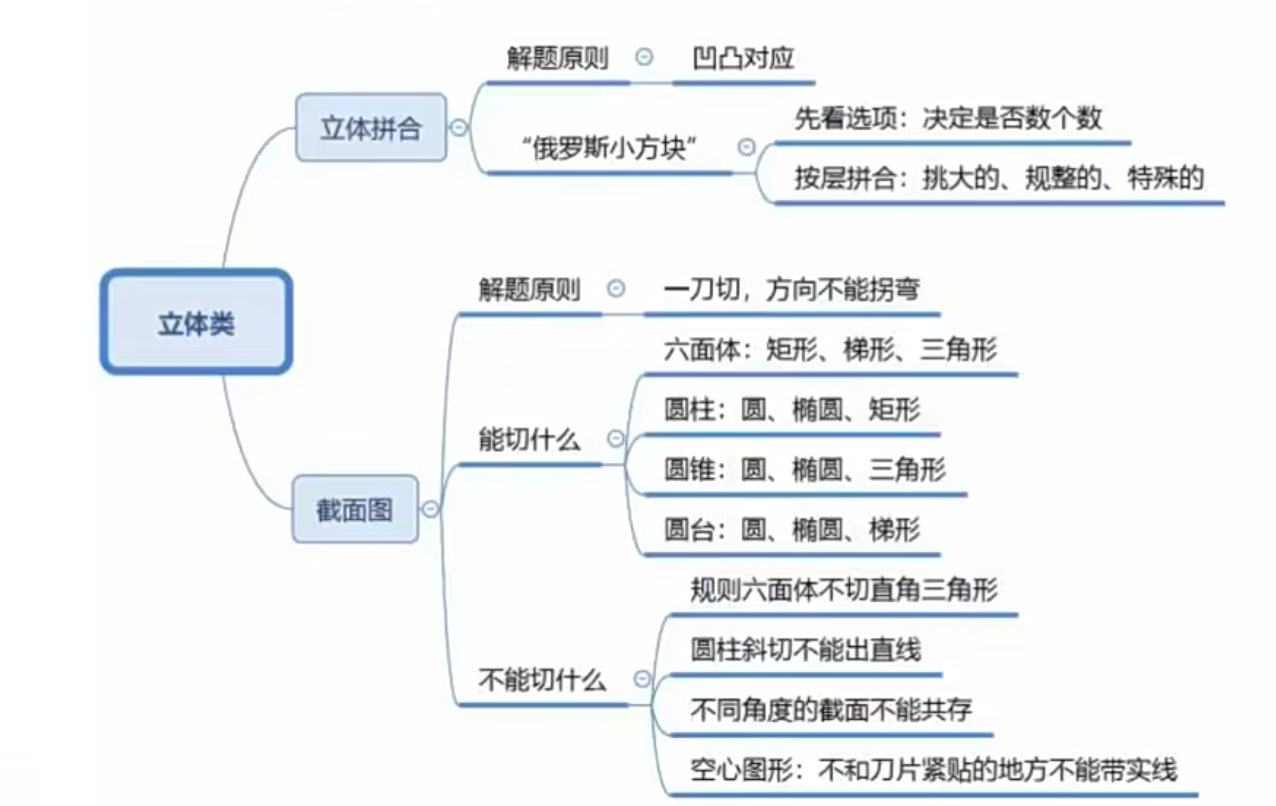 立体类
立体拼合
解题原则
凹凸对应
“俄罗斯小方块”
先看选项：决定是否数个数
按层拼合：挑大的、规整的、特殊的
截面图
解题原则
一刀切，方向不能拐弯
能切什么
六面体：矩形、梯形、三角形
圆柱：圆、椭圆、矩形
圆锥：圆、椭圆、三角形
圆台：圆、椭圆、梯形
不能切什么
规则六面体不切直角三角形
圆柱斜切不能出直线
不同角度的截面不能共存
空心图形：不和刀片紧贴的地方不能带实线